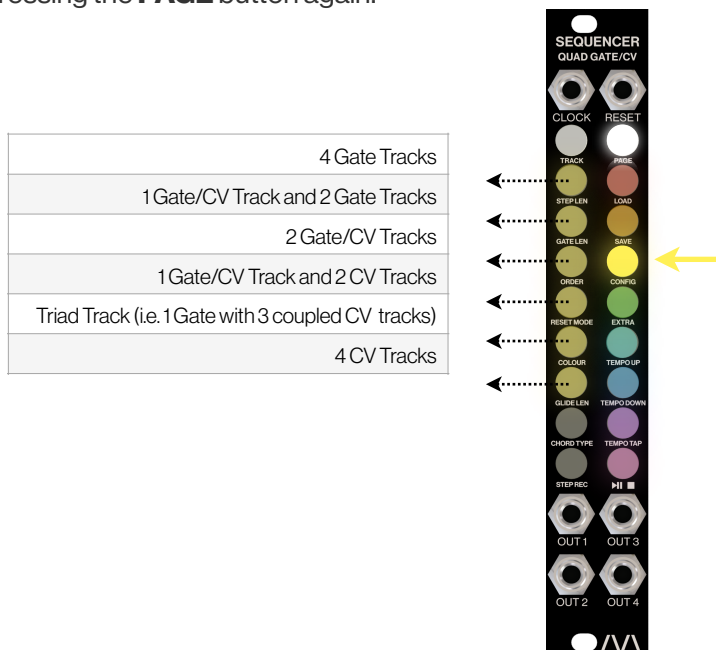 ressing the PAGE button again.
SEQUENCER
QUAD GATE/CV
CLOCK RESET
TRACK PAGE
4 Gate Tracks
STEP LEN LOAD
1 Gate/CV Track and 2 Gate Tracks
GATE LEN SAVE
2 Gate/CV Tracks
ORDER CONFIG
1 Gate/CV Track and 2 CV Tracks
RESET MODE EXTRA
Triad Track (i.e. 1 Gate with 3 coupled CV tracks)
COLOUR TEMPO UP
4 CV Tracks
GLIDE LEN TEMPO DOWN
CHORD TYPE TEMPO TAP
STEP REC
OUT 1 OUT 3
OUT 2 OUT 4